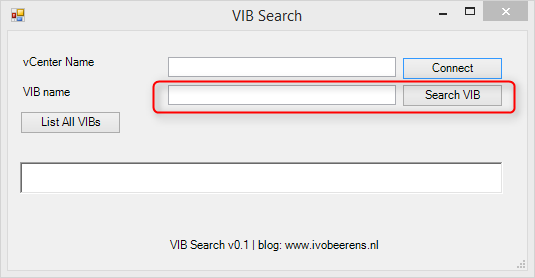 VIB Search
vCenter Name
Connect
VIB name
Search VIB
List All VIBs
VIB Search v0.1 | blog: www.ivobeerens.nl